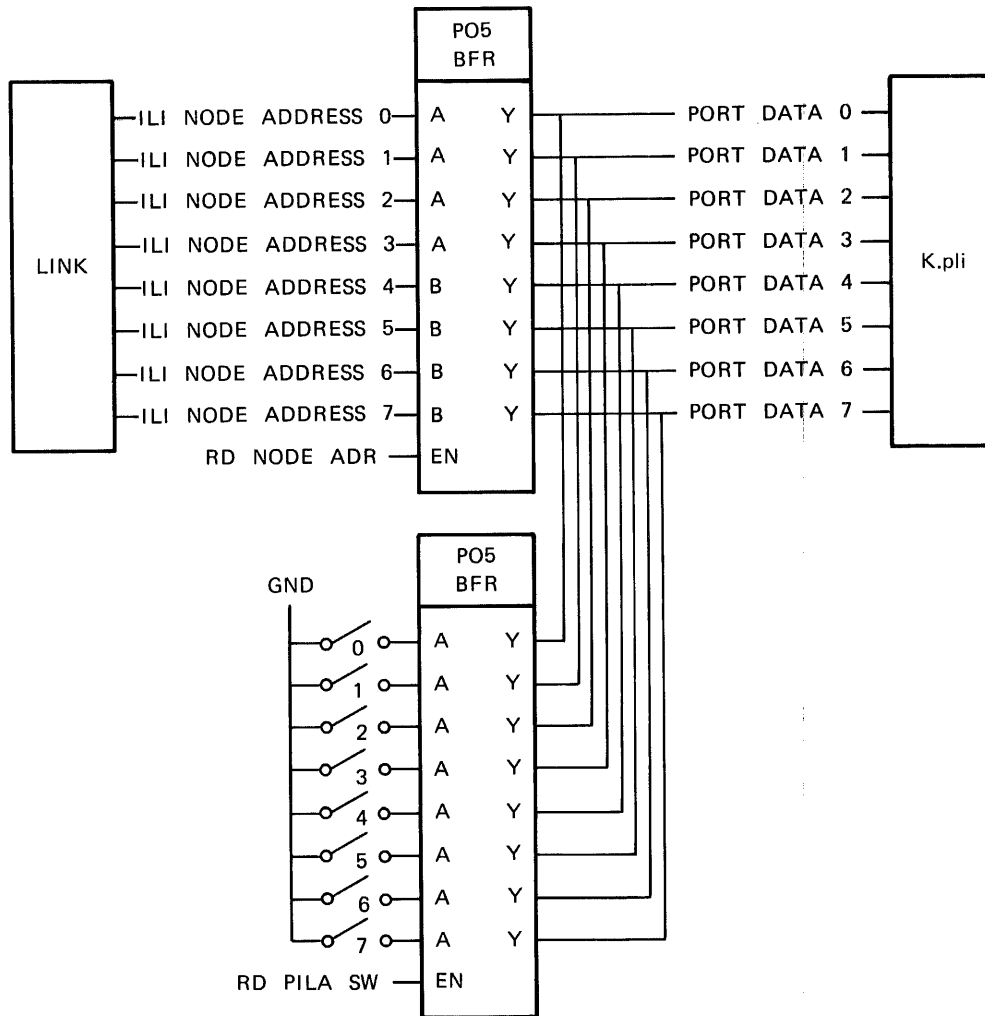 PO5
BFR
LINK
ILI NODE ADDRESS 0 A Y PORT DATA 0
ILI NODE ADDRESS 1 A Y PORT DATA 1
ILI NODE ADDRESS 2 A Y PORT DATA 2
ILI NODE ADDRESS 3 A Y PORT DATA 3
K.pli
ILI NODE ADDRESS 4 B Y PORT DATA 4
ILI NODE ADDRESS 5 B Y PORT DATA 5
ILI NODE ADDRESS 6 B Y PORT DATA 6
ILI NODE ADDRESS 7 B Y PORT DATA 7
RD NODE ADR EN
PO5
BFR
GND
0 A Y
1 A Y
2 A Y
3 A Y
4 A Y
5 A Y
6 A Y
7 A Y
RD PILA SW EN